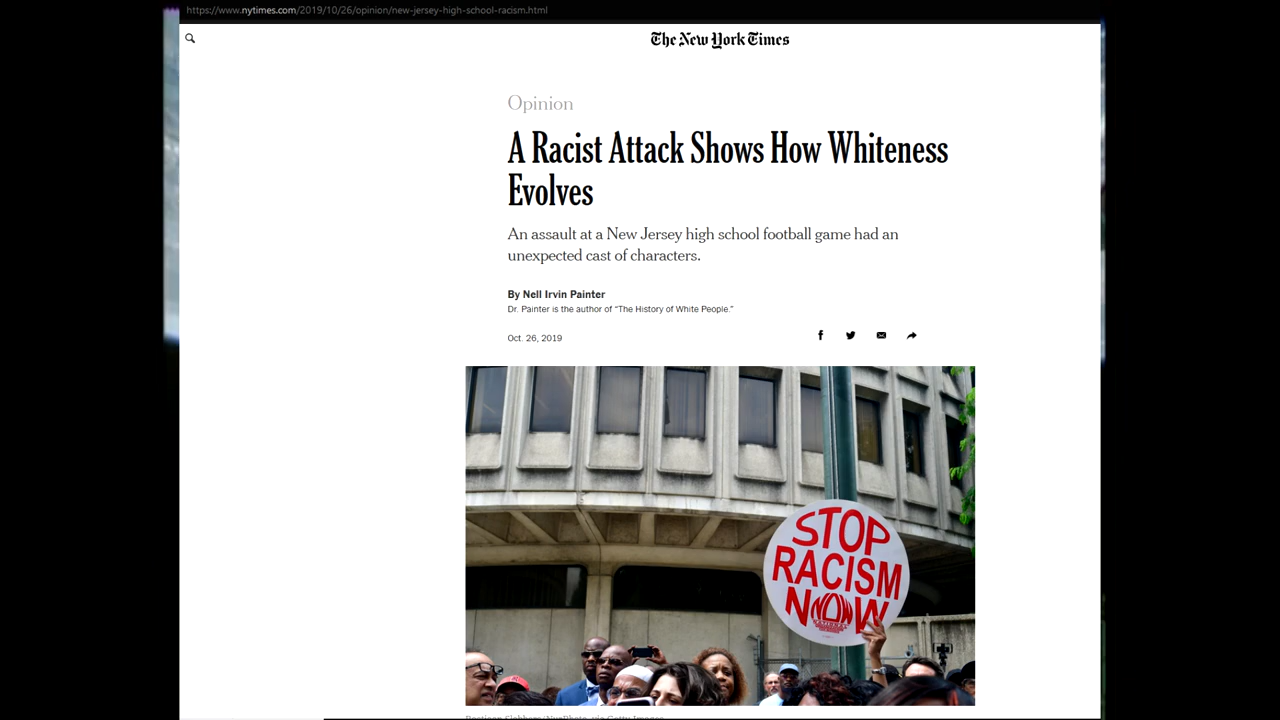 https://www.nytimes.com/2019/10/26/opinion/new-jersey-high-school-racism.html
The New York Times
Opinion
A Racist Attack Shows How Whiteness
Evolves
An assault at a New Jersey high school football game had an
unexpected cast of characters.
By Nell Irvin Painter
Dr. Painter is the author of “The History of White People.”
Oct. 26, 2019
STOP
RACISM
NOW